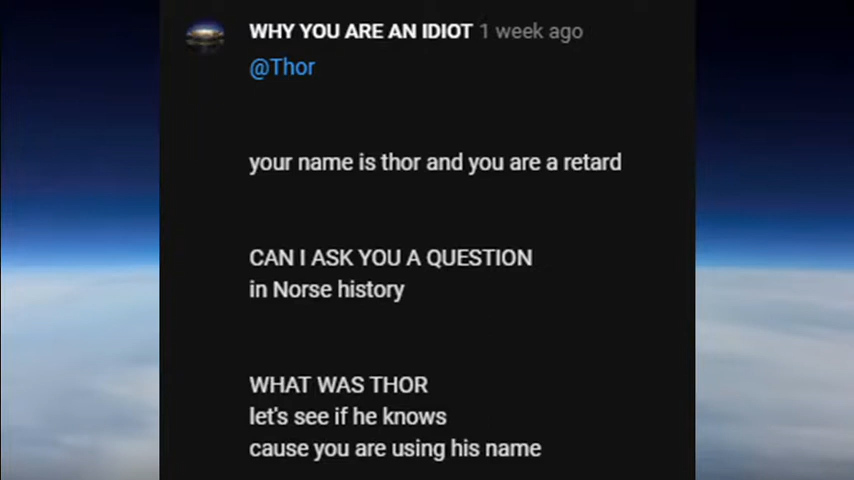 WHY YOU ARE AN IDIOT 1 week ago
@Thor
your name is thor and you are a retard
CAN I ASK YOU A QUESTION
in Norse history
WHAT WAS THOR
let's see if he knows
cause you are using his name